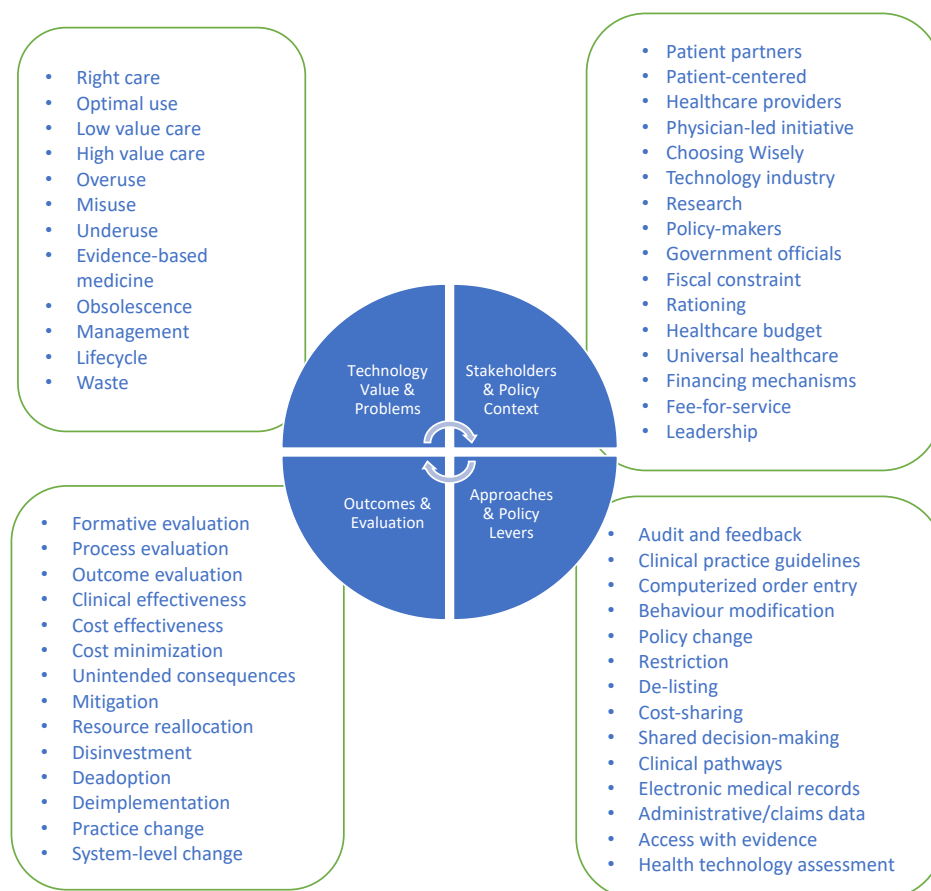 • Right care
• Optimal use
• Low value care
• High value care
• Overuse
• Misuse
• Underuse
• Evidence-based
medicine
• Obsolescence
• Management
• Lifecycle
• Waste
• Patient partners
• Patient-centered
• Healthcare providers
• Physician-led initiative
• Choosing Wisely
• Technology industry
• Research
• Policy-makers
• Government officials
• Fiscal constraint
• Rationing
• Healthcare budget
• Universal healthcare
• Financing mechanisms
• Fee-for-service
• Leadership
Technology
Value &
Problems
Stakeholders
& Policy
Context
Outcomes &
Evaluation
Approaches
& Policy
Levers
• Formative evaluation
• Process evaluation
• Outcome evaluation
• Clinical effectiveness
• Cost effectiveness
• Cost minimization
• Unintended consequences
• Mitigation
• Resource reallocation
• Disinvestment
• Deadoption
• Deimplementation
• Practice change
• System-level change
• Audit and feedback
• Clinical practice guidelines
• Computerized order entry
• Behaviour modification
• Policy change
• Restriction
• De-listing
• Cost-sharing
• Shared decision-making
• Clinical pathways
• Electronic medical records
• Administrative/claims data
• Access with evidence
• Health technology assessment